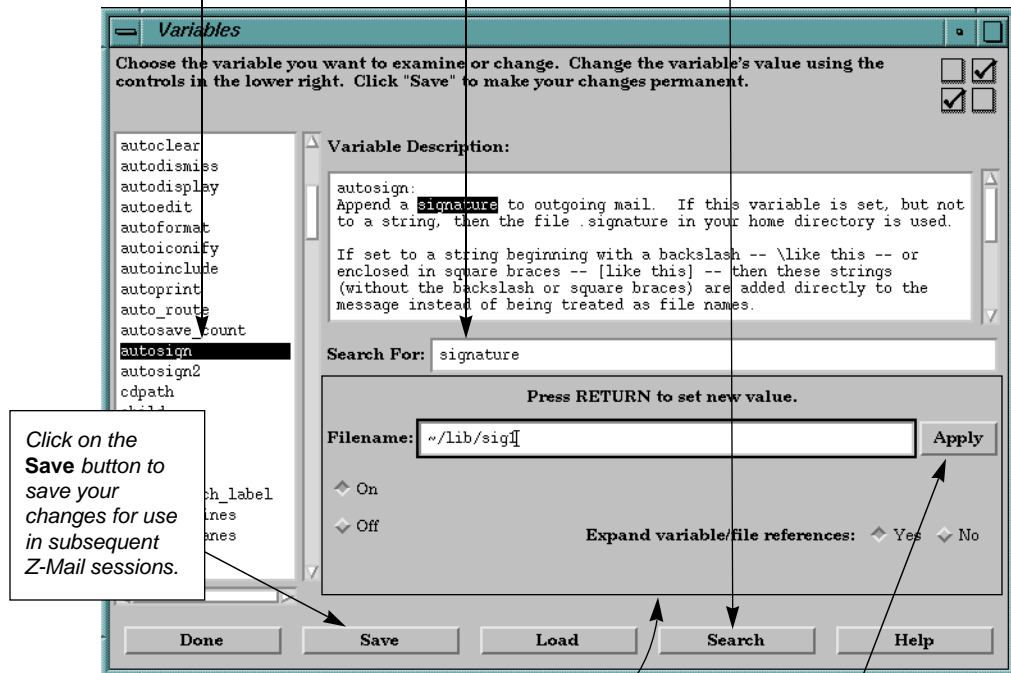 Variables
Choose the variable you want to examine or change. Change the variable's value using the
controls in the lower right. Click "Save" to make your changes permanent.
autoclear
autodismiss
autodisplay
autoedit
autoformat
autoiconify
autoinclude
autoprint
auto_route
autosave_count
autosign
autosign2
cdpath
ch_label
ines
anes
Variable Description:
autosign:
Append a signature to outgoing mail. If this variable is set, but not
to a string, then the file .signature in your home directory is used.
If set to a string beginning with a backslash -- \like this -- or
enclosed in square braces -- [like this] -- then these strings
(without the backslash or square braces) are added directly to the
message instead of being treated as file names.
Search For: signature
Press RETURN to set new value.
Filename: ~/lib/sig1
Apply
On
Off
Expand variable/file references: Yes No
Click on the
Save button to
save your
changes for use
in subsequent
Z-Mail sessions.
Done Save Load Search Help